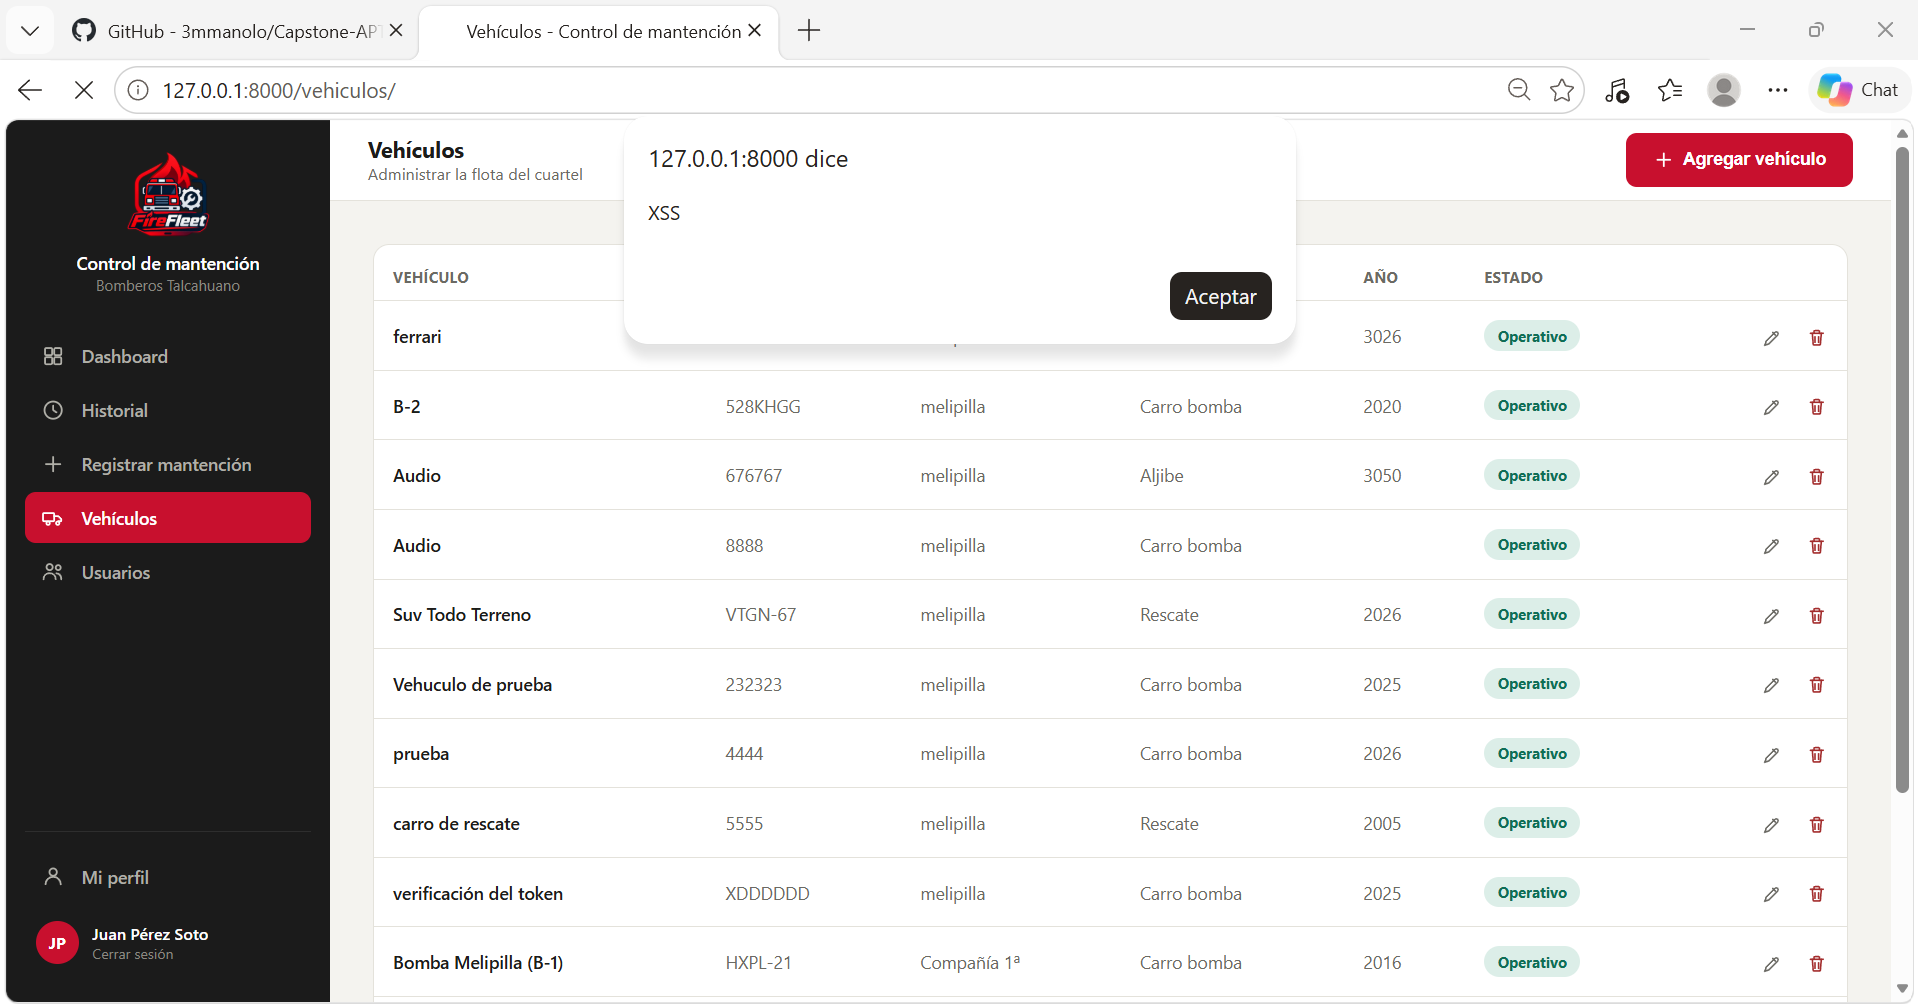 GitHub - 3mmanolo/Capstone-AP
Vehículos - Control de mantención
127.0.0.1:8000/vehiculos/
Chat
FireFleet
Control de mantención
Bomberos Talcahuano
Dashboard
Historial
Registrar mantención
Vehículos
Usuarios
Mi perfil
JP
Juan Pérez Soto
Cerrar sesión
Vehículos
Administrar la flota del cuartel
Agregar vehículo
127.0.0.1:8000 dice
XSS
Aceptar
VEHÍCULO AÑO ESTADO
ferrari 3026 Operativo
B-2 528KHGG melipilla Carro bomba 2020 Operativo
Audio 676767 melipilla Aljibe 3050 Operativo
Audio 8888 melipilla Carro bomba Operativo
Suv Todo Terreno VTGN-67 melipilla Rescate 2026 Operativo
Vehuculo de prueba 232323 melipilla Carro bomba 2025 Operativo
prueba 4444 melipilla Carro bomba 2026 Operativo
carro de rescate 5555 melipilla Rescate 2005 Operativo
verificación del token XDDDDDD melipilla Carro bomba 2025 Operativo
Bomba Melipilla (B-1) HXPL-21 Compañía 1ª Carro bomba 2016 Operativo